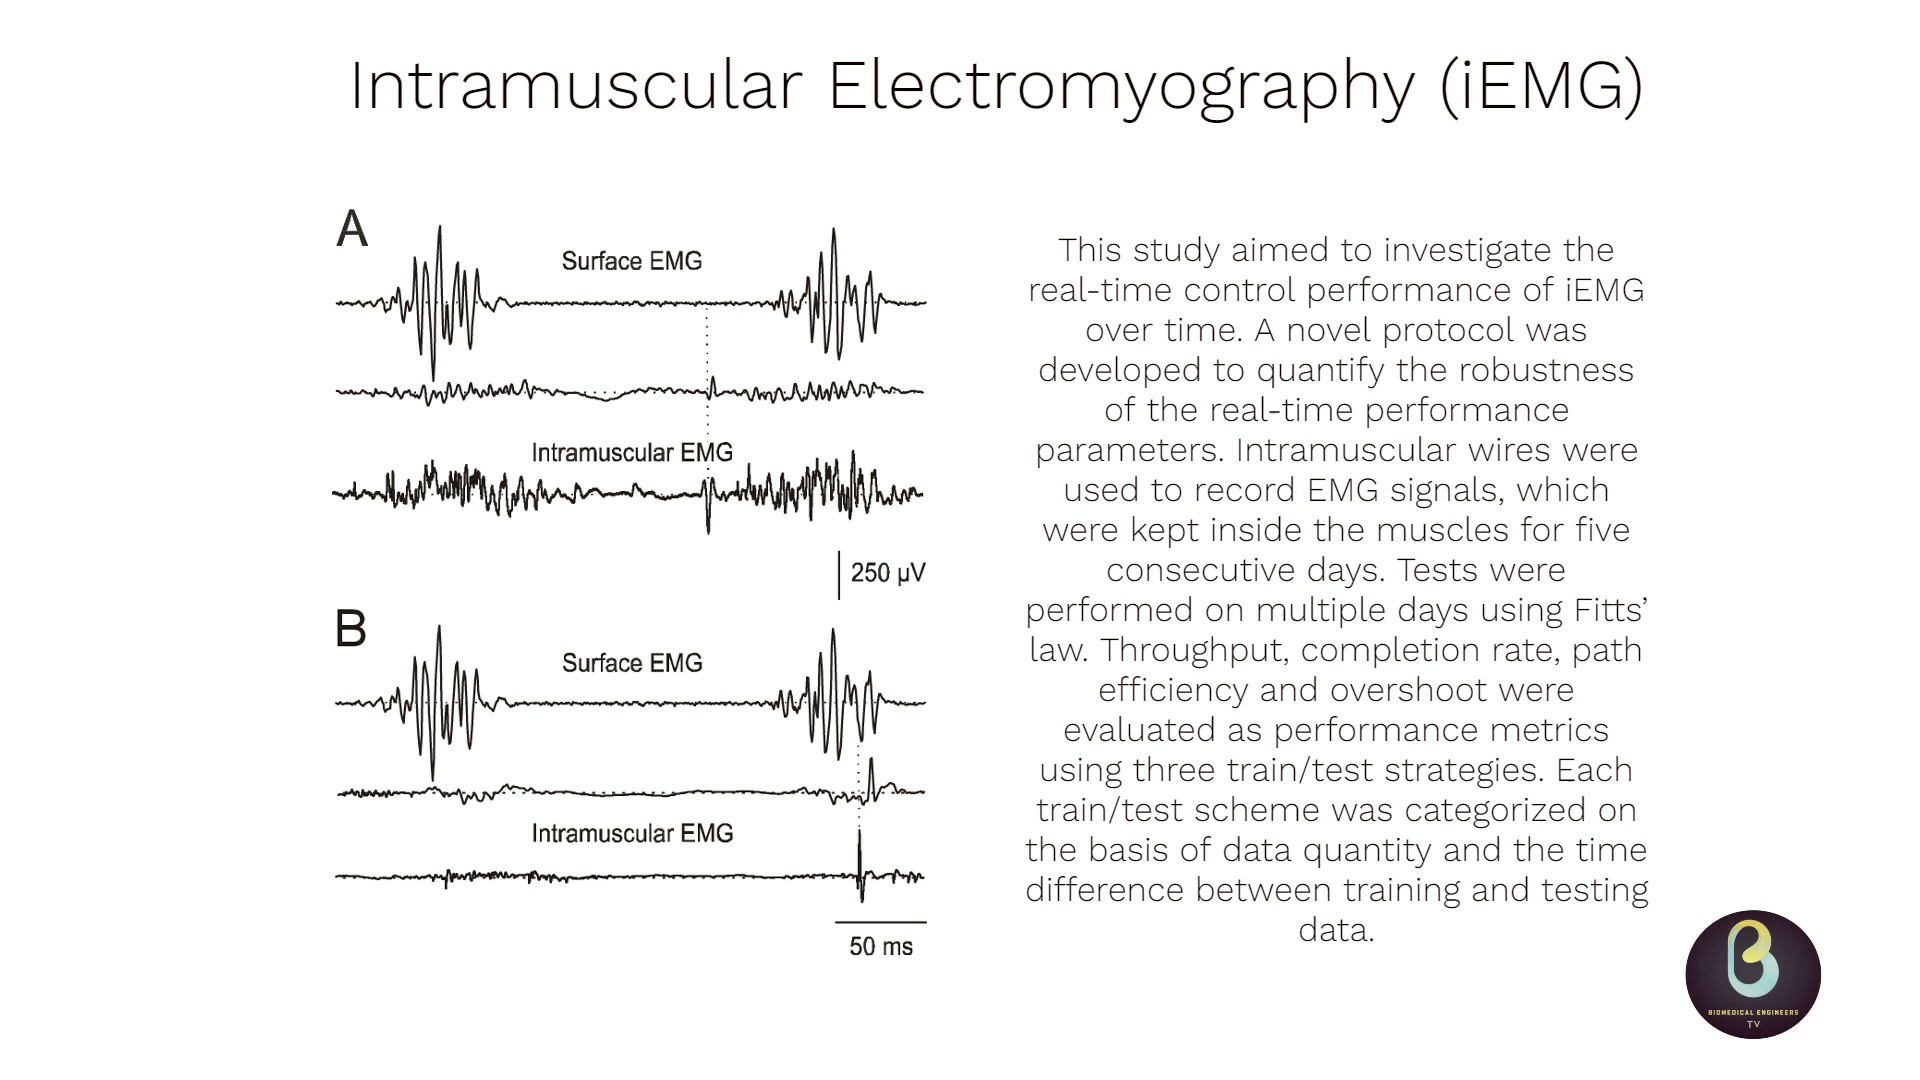 Intramuscular Electromyography (iEMG)
A
Surface EMG
Intramuscular EMG
250 µV
B
Surface EMG
Intramuscular EMG
50 ms
This study aimed to investigate the
real-time control performance of iEMG
over time. A novel protocol was
developed to quantify the robustness
of the real-time performance
parameters. Intramuscular wires were
used to record EMG signals, which
were kept inside the muscles for five
consecutive days. Tests were
performed on multiple days using Fitts’
law. Throughput, completion rate, path
efficiency and overshoot were
evaluated as performance metrics
using three train/test strategies. Each
train/test scheme was categorized on
the basis of data quantity and the time
difference between training and testing
data.
B
BIOMEDICAL ENGINEERS
TV